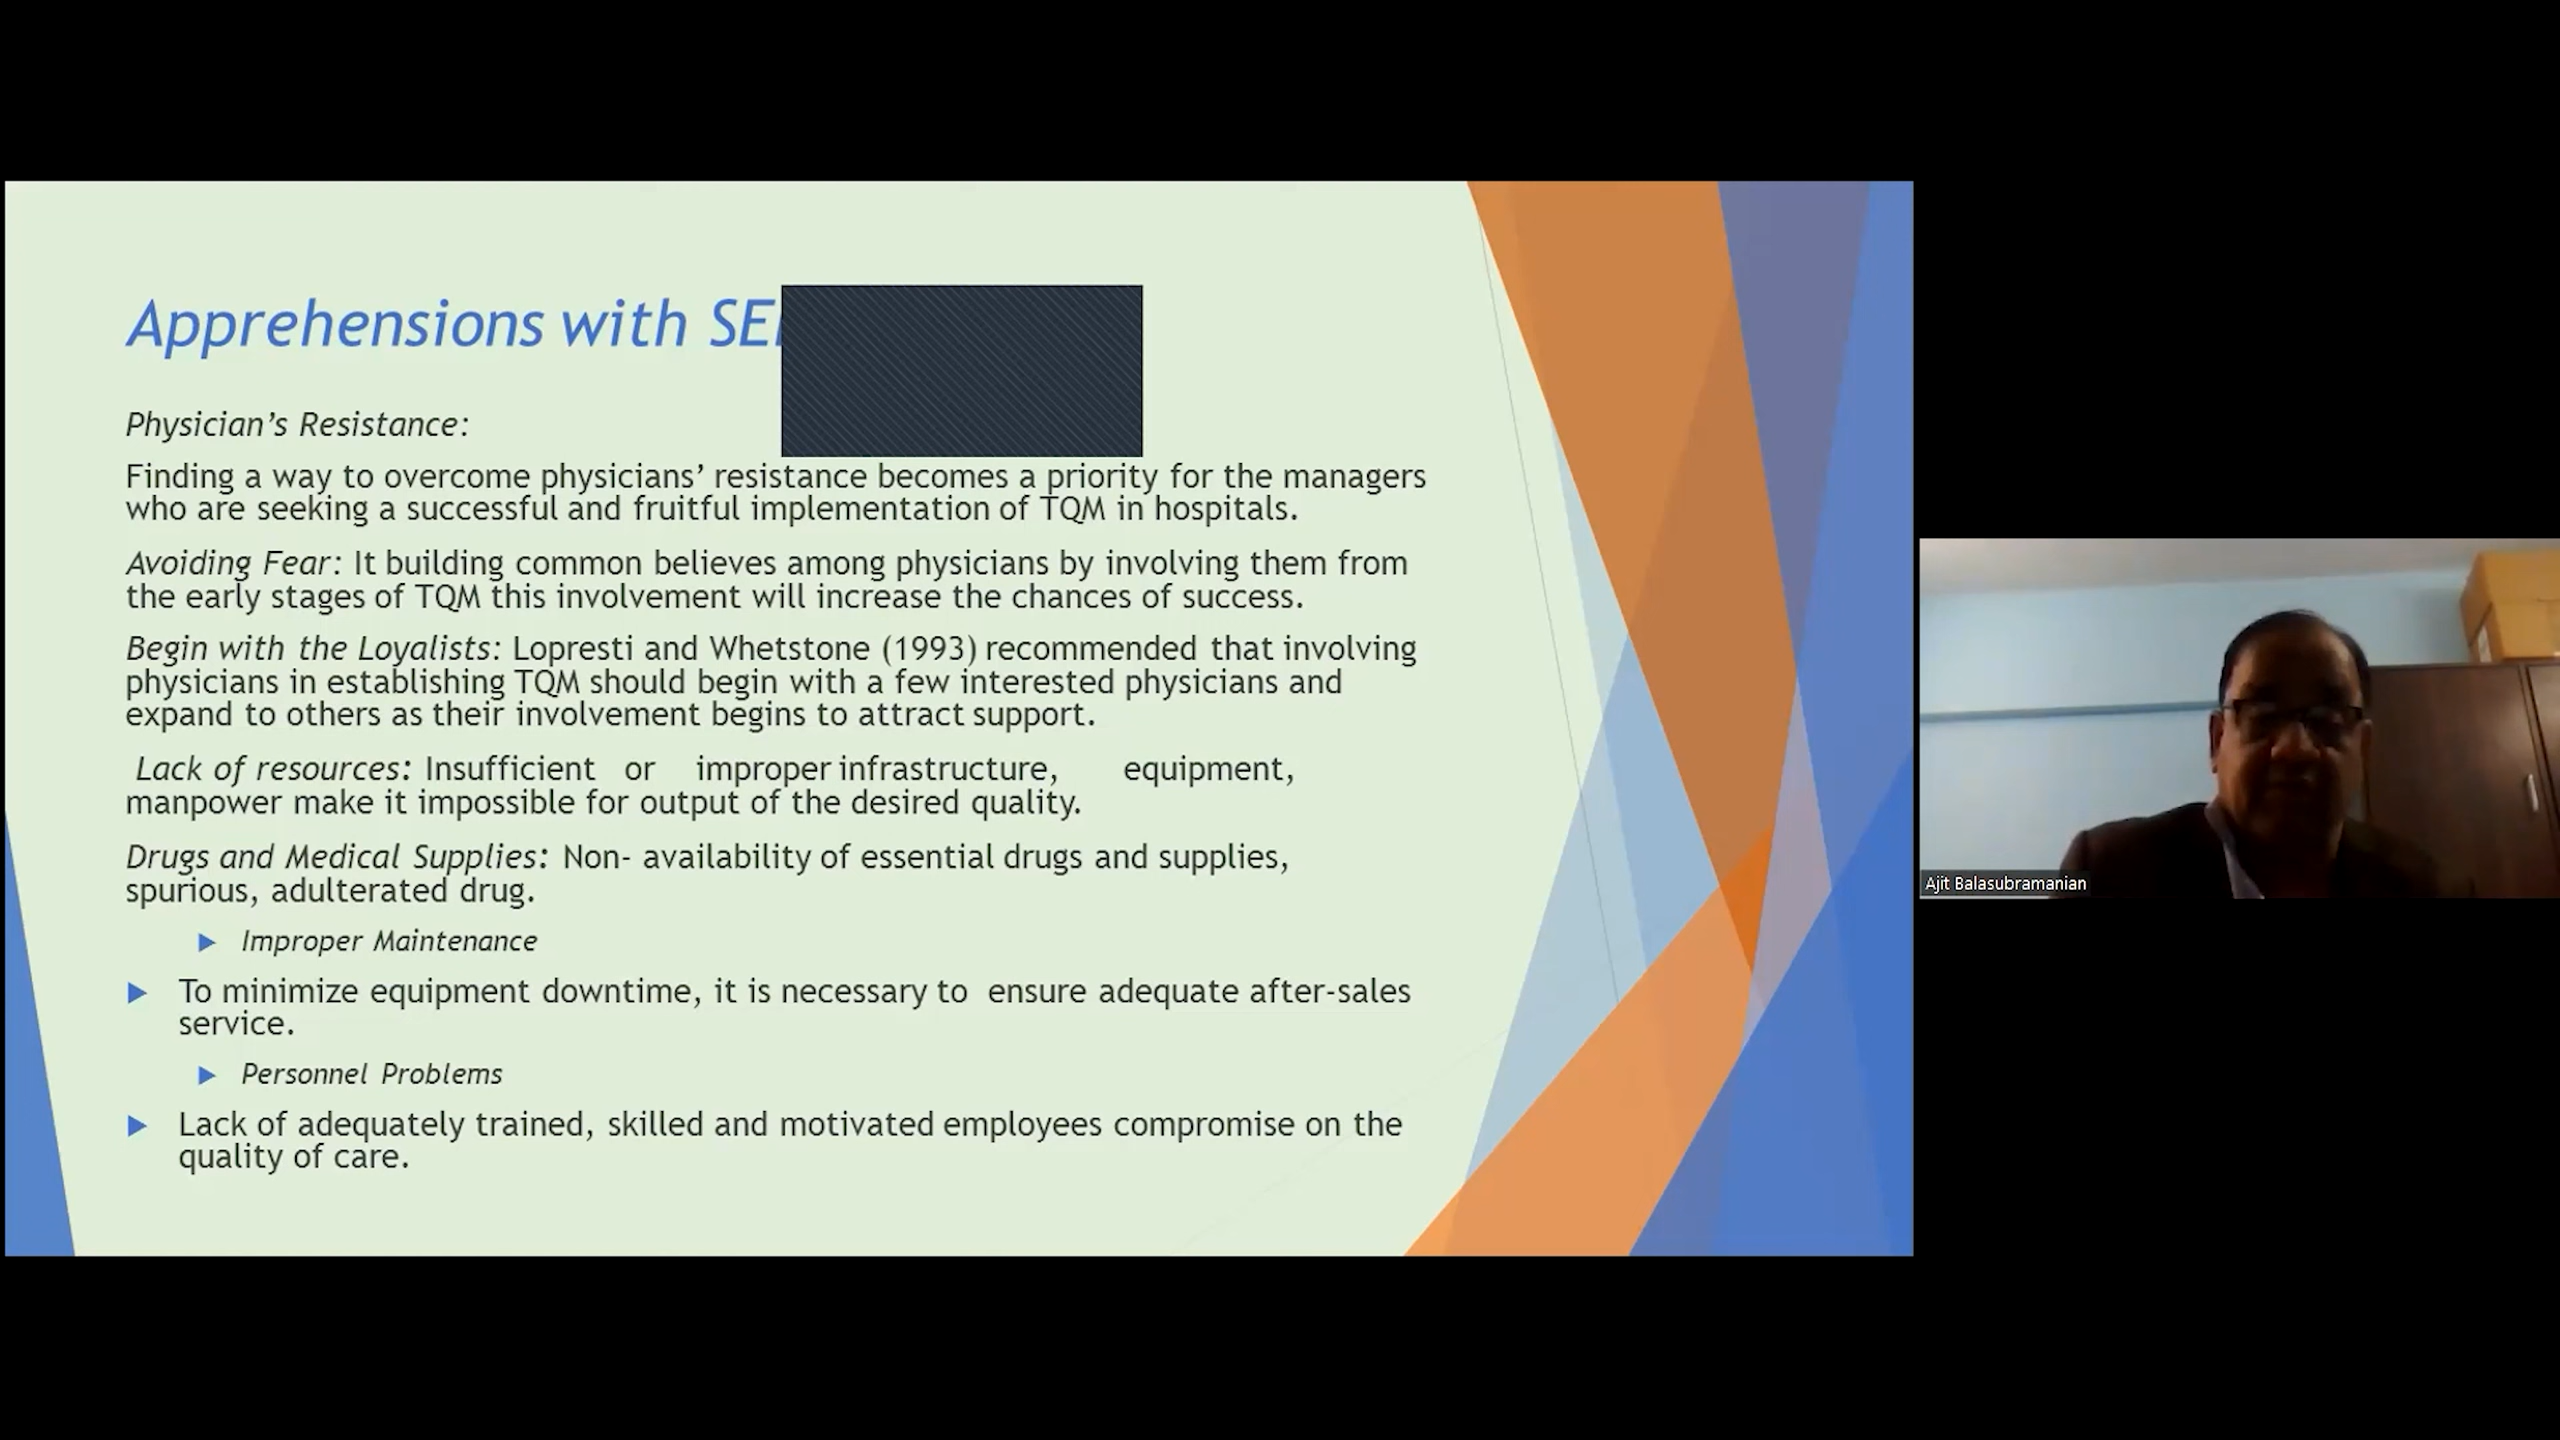 Apprehensions with
Physician’s Resistance:
Finding a way to overcome physicians’ resistance becomes a priority for the managers
who are seeking a successful and fruitful implementation of TQM in hospitals.
Avoiding Fear: It building common believes among physicians by involving them from
the early stages of TQM this involvement will increase the chances of success.
Begin with the Loyalists: Lopresti and Whetstone (1993) recommended that involving
physicians in establishing TQM should begin with a few interested physicians and
expand to others as their involvement begins to attract support.
Lack of resources: Insufficient or improper infrastructure, equipment,
manpower make it impossible for output of the desired quality.
Drugs and Medical Supplies: Non- availability of essential drugs and supplies,
spurious, adulterated drug.
Improper Maintenance
To minimize equipment downtime, it is necessary to ensure adequate after-sales
service.
Personnel Problems
Lack of adequately trained, skilled and motivated employees compromise on the
quality of care.
Ajit Balasubramanian